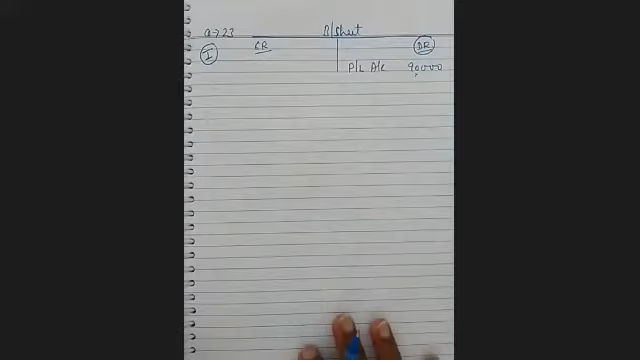 Q→23 B/Sheet
I CR DR
P/L A/c 90000